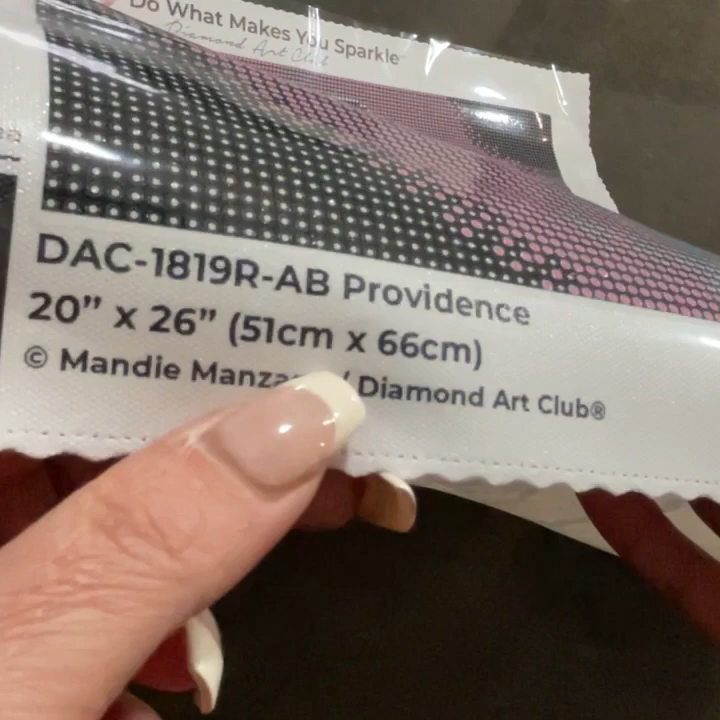 Do What Makes You Sparkle
Diamond Art Club
DAC-1819R-AB Providence
20” x 26” (51cm x 66cm)
© Mandie / Diamond Art Club®